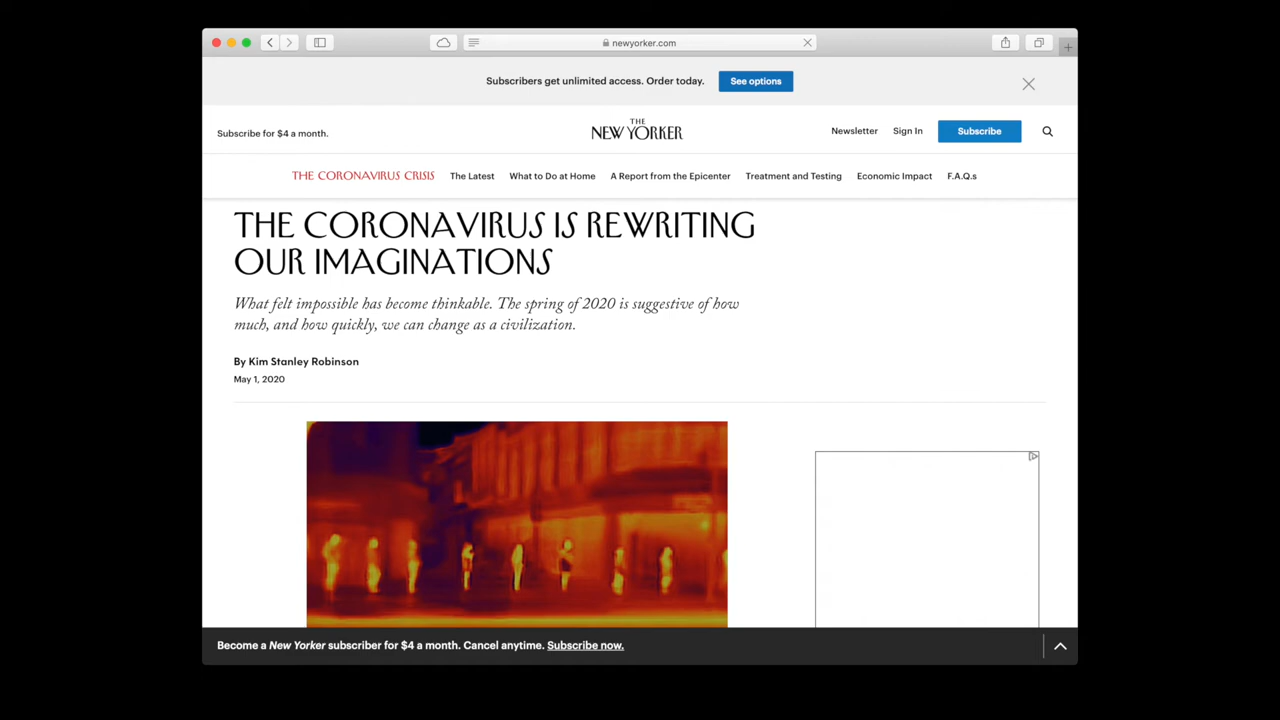 newyorker.com
Subscribers get unlimited access. Order today. See options
Subscribe for $4 a month.
THE
NEW YORKER
Newsletter Sign In Subscribe
THE CORONAVIRUS CRISIS The Latest What to Do at Home A Report from the Epicenter Treatment and Testing Economic Impact F.A.Q.s
THE CORONAVIRUS IS REWRITING
OUR IMAGINATIONS
What felt impossible has become thinkable. The spring of 2020 is suggestive of how
much, and how quickly, we can change as a civilization.
By Kim Stanley Robinson
May 1, 2020
Become a New Yorker subscriber for $4 a month. Cancel anytime. Subscribe now.